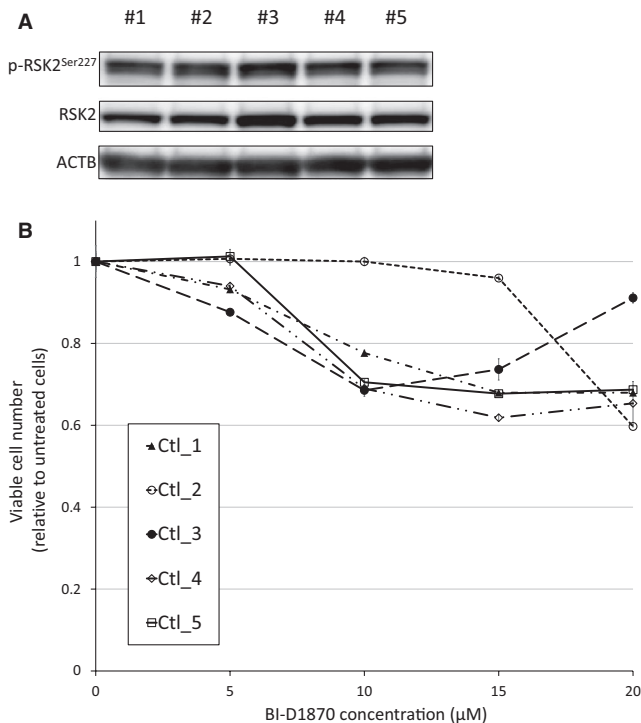 A
#1 #2 #3 #4 #5
p-RSK2Ser227
RSK2
ACTB
B
1
0.8
0.6
0.4
0.2
0
Viable cell number
(relative to untreated cells)
Ctl_1
Ctl_2
Ctl_3
Ctl_4
Ctl_5
0 5 10 15 20
BI-D1870 concentration (μM)